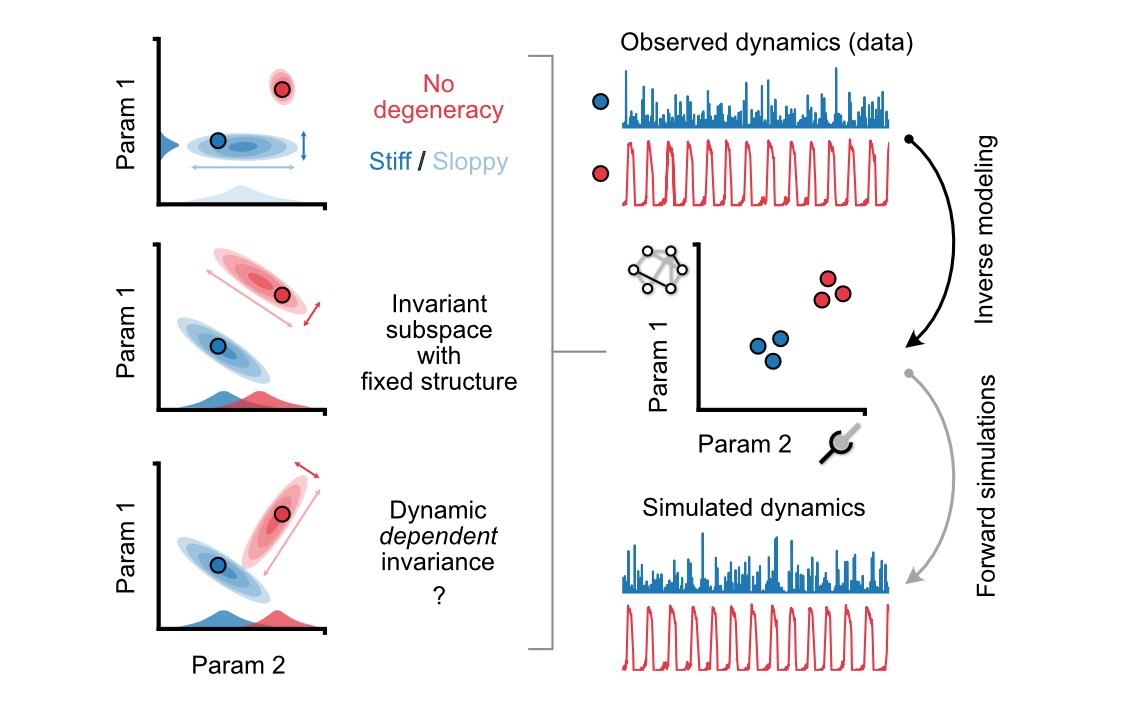 Param 1
No
degeneracy
Stiff / Sloppy
Param 1
Invariant
subspace
with
fixed structure
Param 1
Dynamic
dependent
invariance
?
Param 2
Observed dynamics (data)
Inverse modeling
Param 1
Param 2
Forward simulations
Simulated dynamics